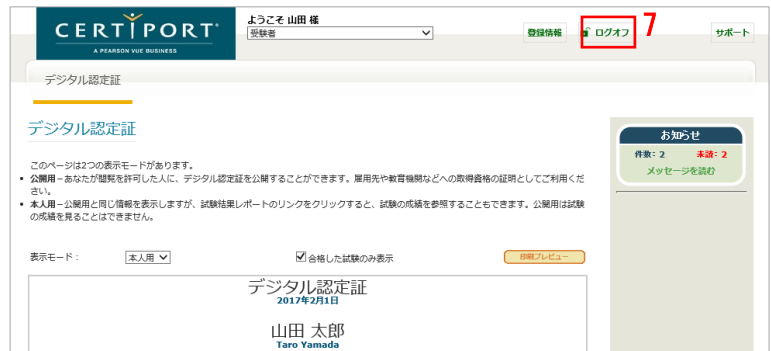 CERTIPORT
A PEARSON VUE BUSINESS
ようこそ 山田 様
受験者
登録情報
ログオフ
7
サポート
デジタル認定証
デジタル認定証
このページは2つの表示モードがあります。
• 公開用－あなたが閲覧を許可した人に、デジタル認定証を公開することができます。雇用先や教育機関などへの取得資格の証明としてご利用くだ
さい。
• 本人用－公開用と同じ情報を表示しますが、試験結果レポートのリンクをクリックすると、試験の成績を参照することもできます。公開用は試験
の成績を見ることはできません。
お知らせ
件数: 2 未読: 2
メッセージを読む
表示モード : 本人用 合格した試験のみ表示 印刷プレビュー
デジタル認定証
2017年2月1日
山田 太郎
Taro Yamada